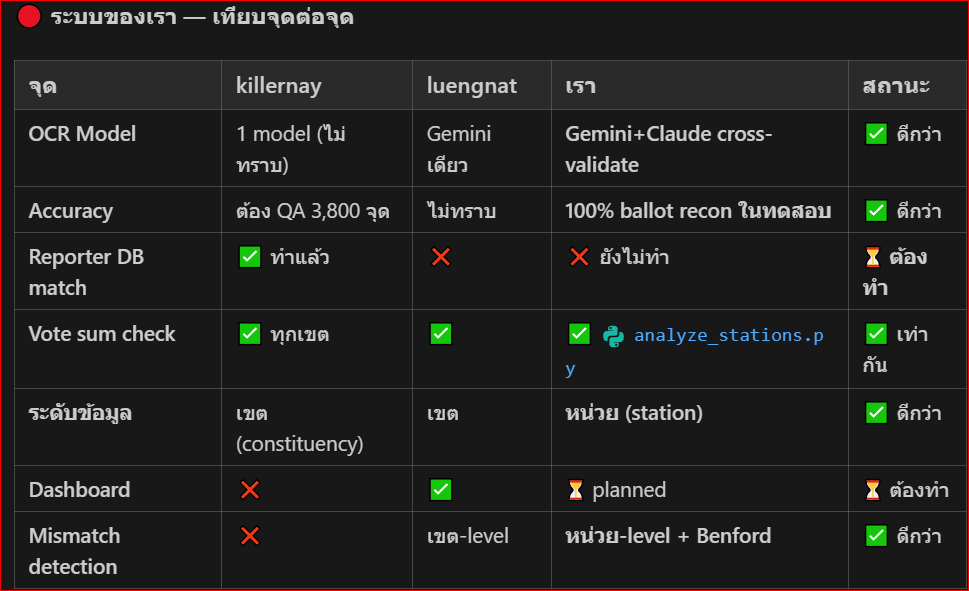 🔴 ระบบของเรา — เทียบจุดต่อจุด
จุด killernay luengnat เรา สถานะ
OCR Model 1 model (ไม่ทราบ) Gemini เดียว Gemini+Claude cross-validate ✅ ดีกว่า
Accuracy ต้อง QA 3,800 จุด ไม่ทราบ 100% ballot recon ในทดสอบ ✅ ดีกว่า
Reporter DB match ✅ ทำแล้ว ❌ ❌ ยังไม่ทำ ⏳ ต้องทำ
Vote sum check ✅ ทุกเขต ✅ ✅ analyze_stations.py ✅ เท่ากัน
ระดับข้อมูล เขต (constituency) เขต หน่วย (station) ✅ ดีกว่า
Dashboard ❌ ✅ ⏳ planned ⏳ ต้องทำ
Mismatch detection ❌ เขต-level หน่วย-level + Benford ✅ ดีกว่า